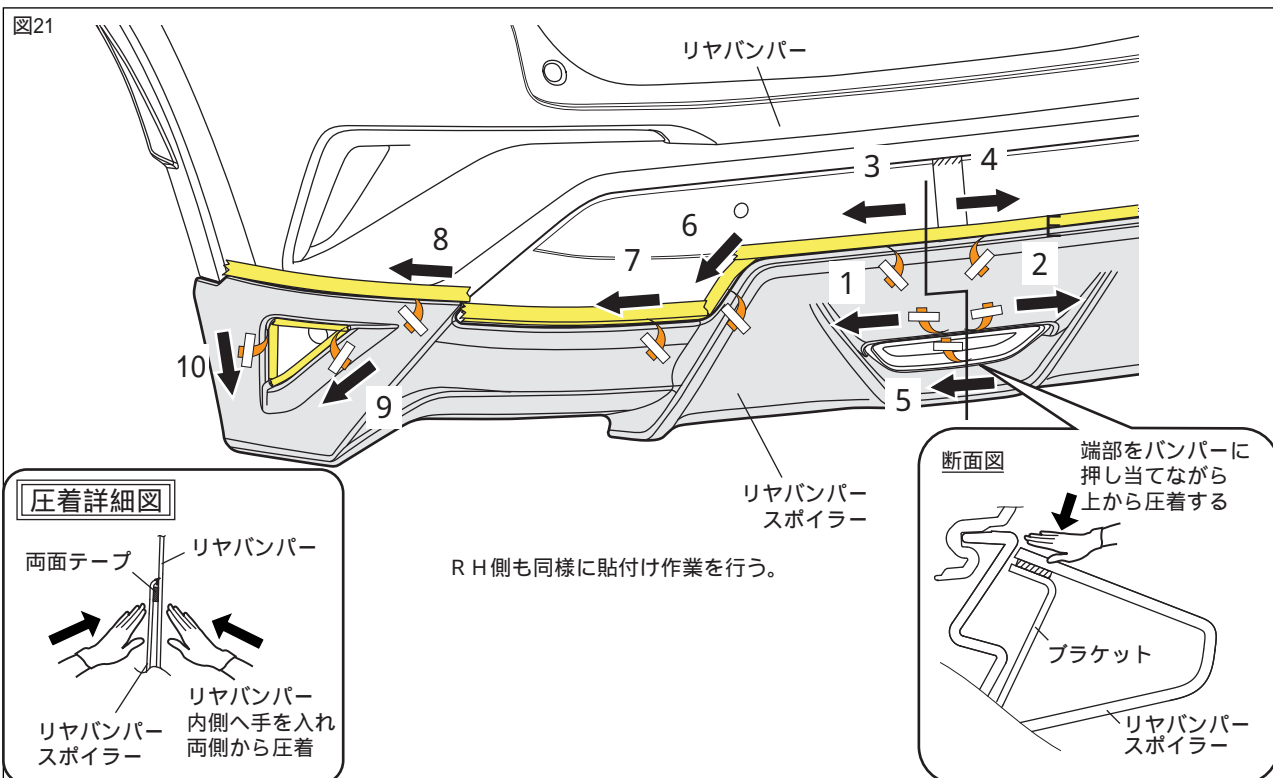 図21
リヤバンパー
3
4
6
8
7
1
2
10
9
5
リヤバンパー
スポイラー
RH側も同様に貼付け作業を行う。
圧着詳細図
リヤバンパー
両面テープ
リヤバンパー
スポイラー
リヤバンパー
内側へ手を入れ
両側から圧着
断面図
端部をバンパーに
押し当てながら
上から圧着する
ブラケット
リヤバンパー
スポイラー